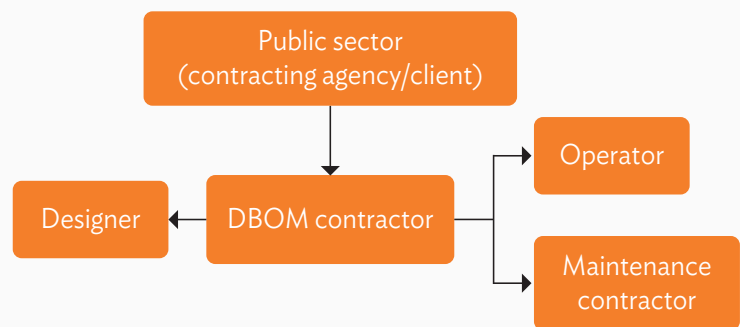 Public sector
(contracting agency/client)
Operator
Designer
DBOM contractor
Maintenance
contractor